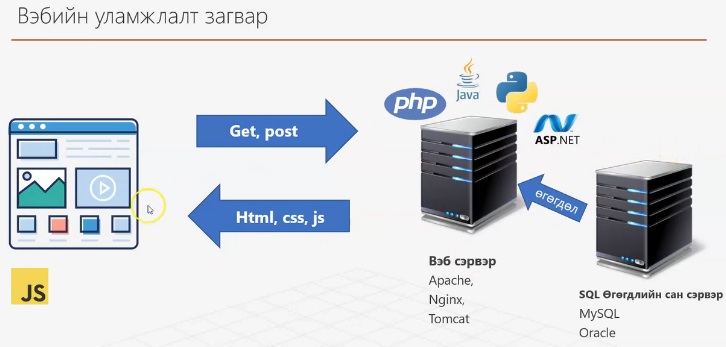 Вэбийн уламжлалт загвар
php
Java
python
ASP.NET
Get, post
Html, css, js
өгөгдөл
JS
Вэб сэрвэр
Apache,
Nginx,
Tomcat
SQL Өгөгдлийн сан сэрвэр
MySQL
Oracle